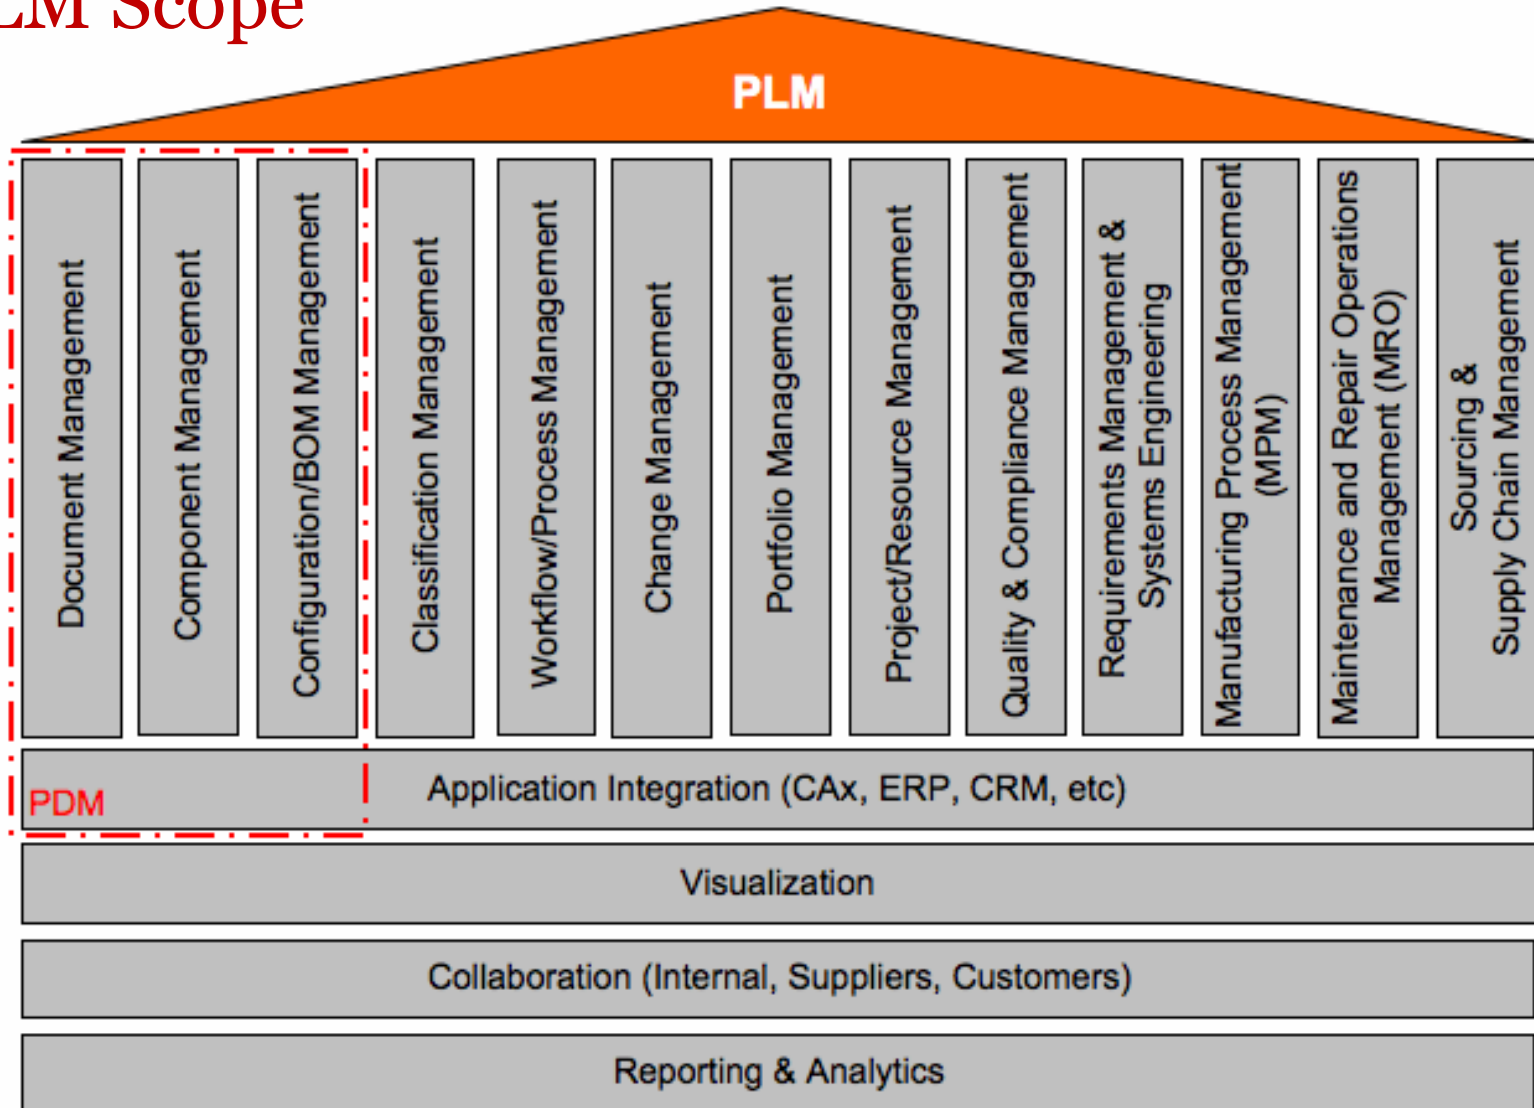 LM Scope
PLM
Document Management
Component Management
Configuration/BOM Management
Classification Management
Workflow/Process Management
Change Management
Portfolio Management
Project/Resource Management
Quality & Compliance Management
Requirements Management &
Systems Engineering
Manufacturing Process Management
(MPM)
Maintenance and Repair Operations
Management (MRO)
Sourcing &
Supply Chain Management
PDM
Application Integration (CAx, ERP, CRM, etc)
Visualization
Collaboration (Internal, Suppliers, Customers)
Reporting & Analytics